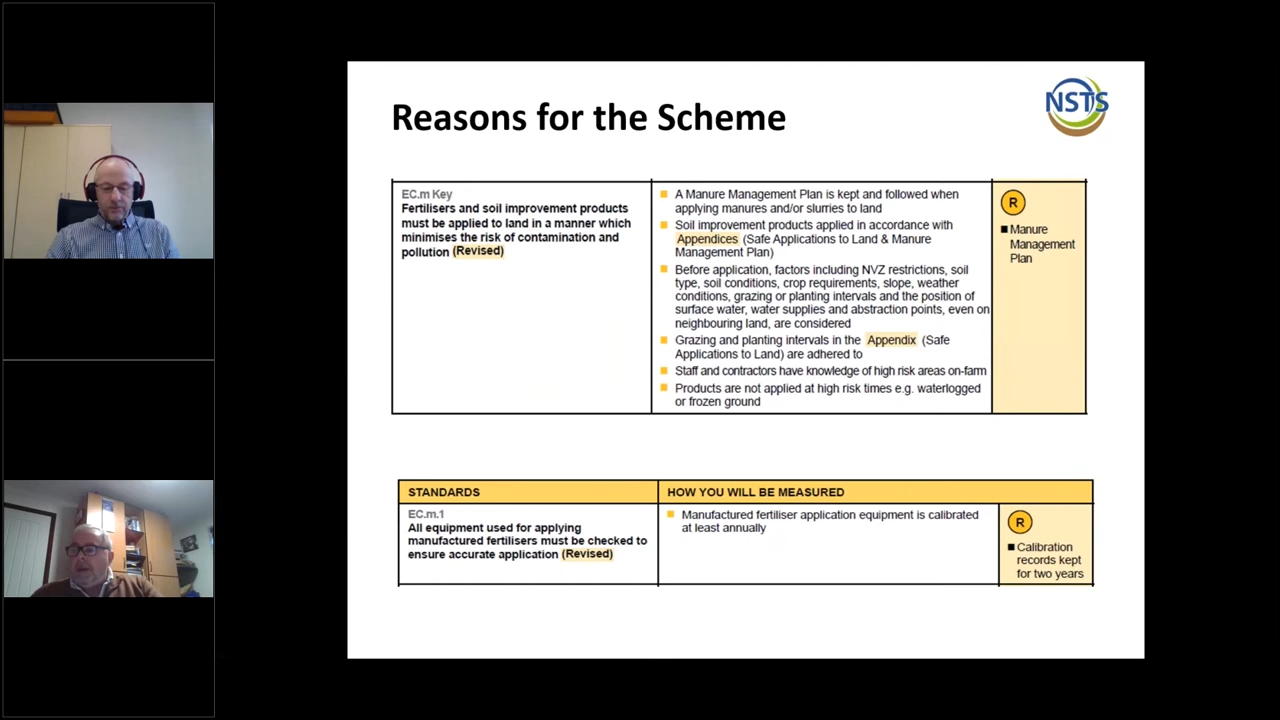 Reasons for the Scheme
NSTS
EC.m Key
Fertilisers and soil improvement products
must be applied to land in a manner which
minimises the risk of contamination and
pollution (Revised)
A Manure Management Plan is kept and followed when
applying manures and/or slurries to land
Soil improvement products applied in accordance with
Appendices (Safe Applications to Land & Manure
Management Plan)
Before application, factors including NVZ restrictions, soil
type, soil conditions, crop requirements, slope, weather
conditions, grazing or planting intervals and the position of
surface water, water supplies and abstraction points, even on
neighbouring land, are considered
Grazing and planting intervals in the Appendix (Safe
Applications to Land) are adhered to
Staff and contractors have knowledge of high risk areas on-farm
Products are not applied at high risk times e.g. waterlogged
or frozen ground
R
Manure
Management
Plan
STANDARDS
HOW YOU WILL BE MEASURED
EC.m.1
All equipment used for applying
manufactured fertilisers must be checked to
ensure accurate application (Revised)
Manufactured fertiliser application equipment is calibrated
at least annually
R
Calibration
records kept
for two years